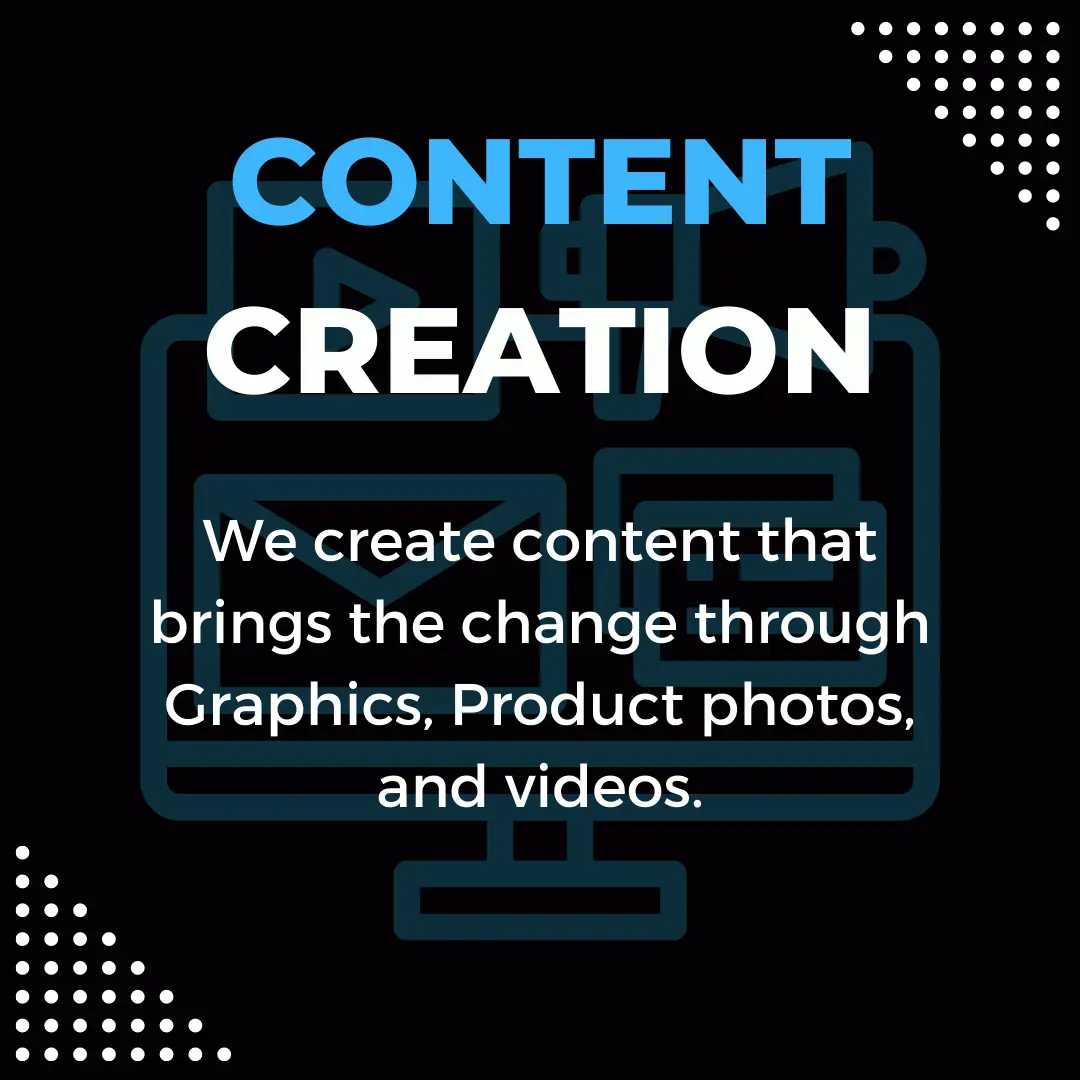 CONTENT
CREATION
We create content that
brings the change through
Graphics, Product photos,
and videos.